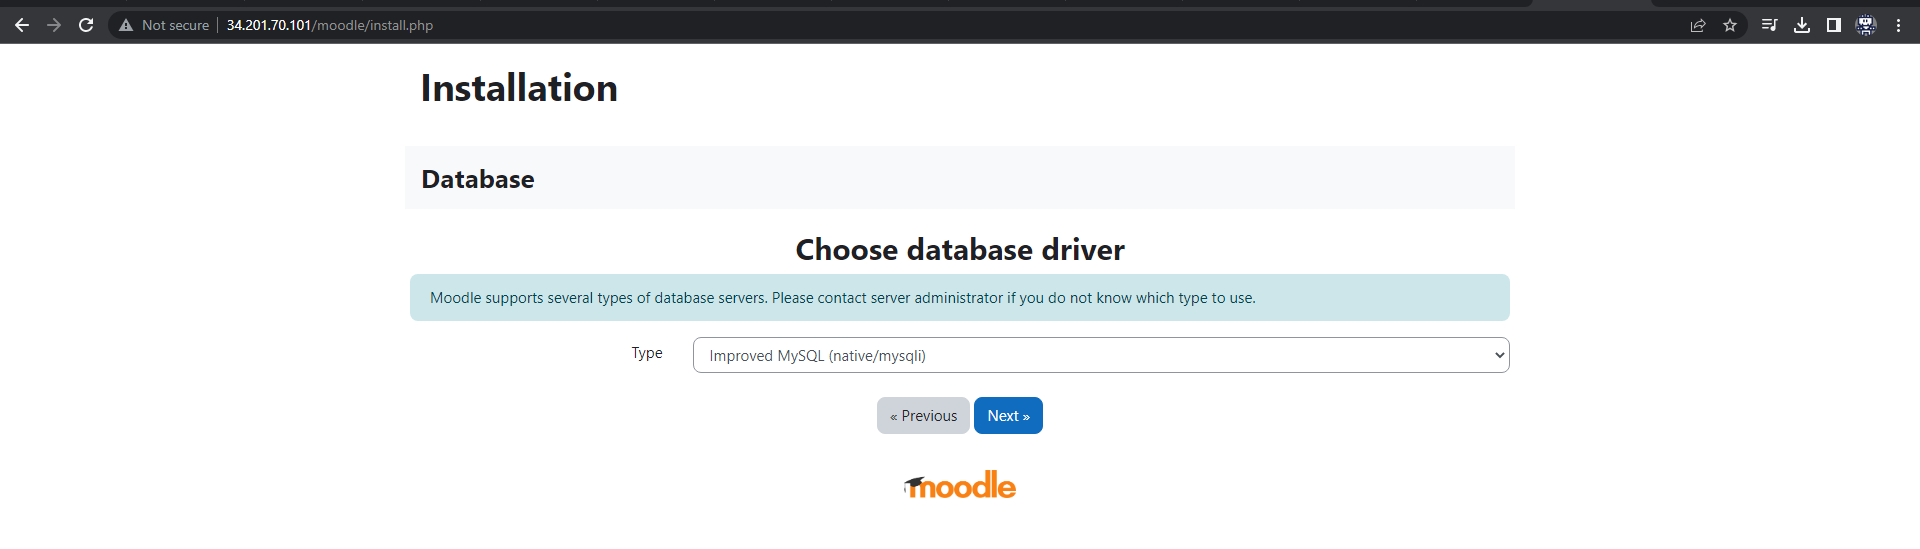 Not secure
34.201.70.101/moodle/install.php
Installation
Database
Choose database driver
Moodle supports several types of database servers. Please contact server administrator if you do not know which type to use.
Type
Improved MySQL (native/mysqli)
« Previous
Next »
moodle